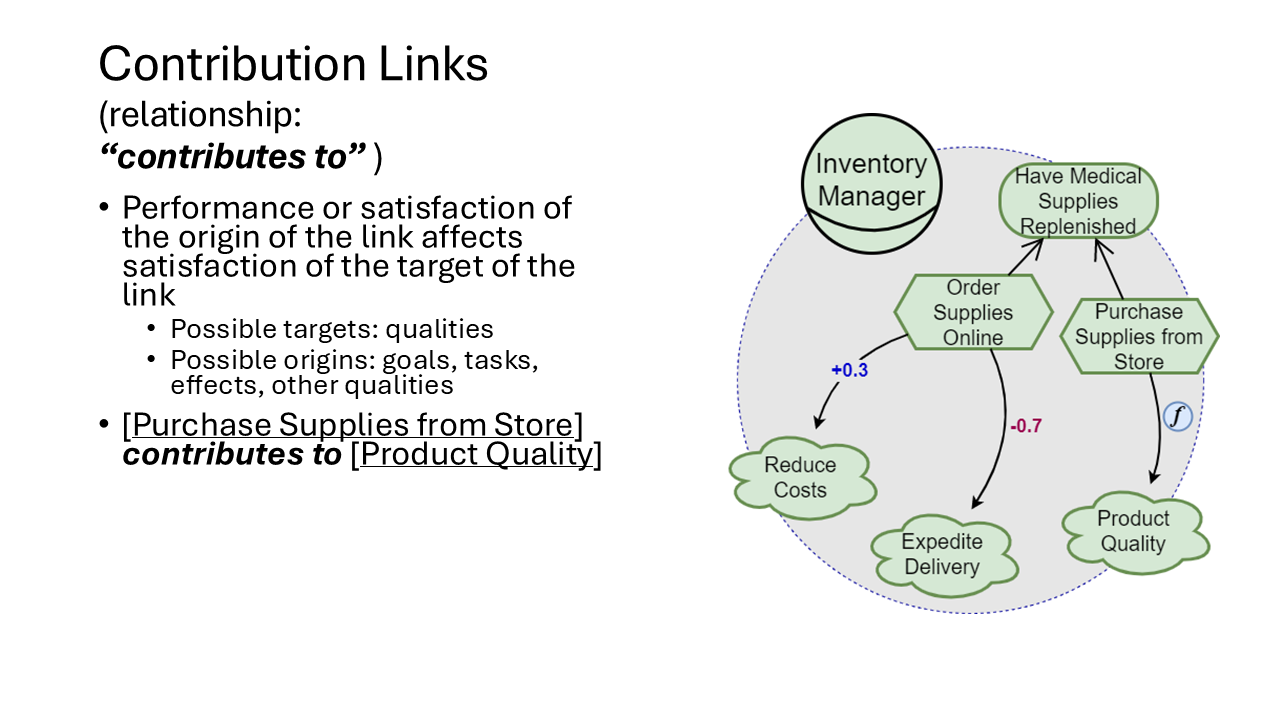 Contribution Links
(relationship:
“contributes to” )
• Performance or satisfaction of
the origin of the link affects
satisfaction of the target of the
link
• Possible targets: qualities
• Possible origins: goals, tasks,
effects, other qualities
• [Purchase Supplies from Store]
contributes to [Product Quality]
Inventory
Manager
Have Medical
Supplies
Replenished
Order
Supplies
Online
Purchase
Supplies from
Store
+0.3
-0.7
f
Reduce
Costs
Expedite
Delivery
Product
Quality